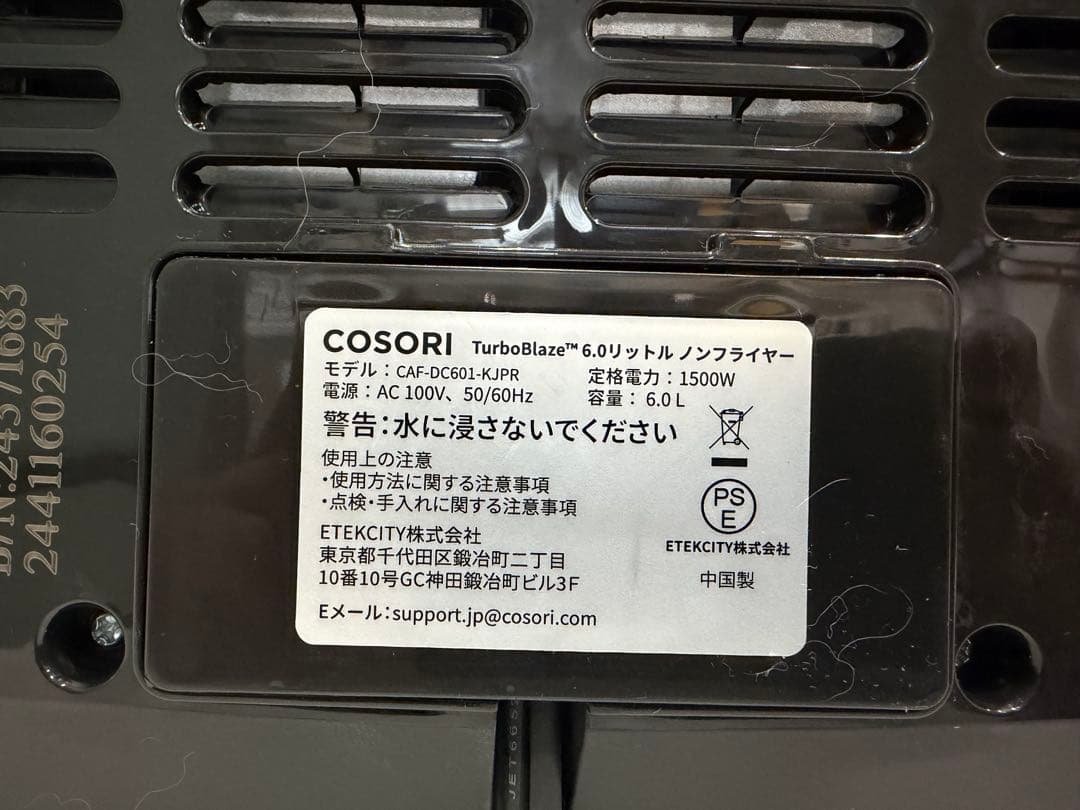 COSORI TurboBlaze™ 6.0リットル ノンフライヤー
モデル：CAF-DC601-KJPR 定格電力：1500W
電源：AC 100V、50/60Hz 容量： 6.0 L
警告：水に浸さないでください
使用上の注意
・使用方法に関する注意事項
・点検・手入れに関する注意事項
ETEKCITY株式会社
東京都千代田区鍛冶町二丁目
10番10号GC神田鍛冶町ビル3F
Eメール：support.jp@cosori.com
PS
E
ETEKCITY株式会社
中国製
2441160254